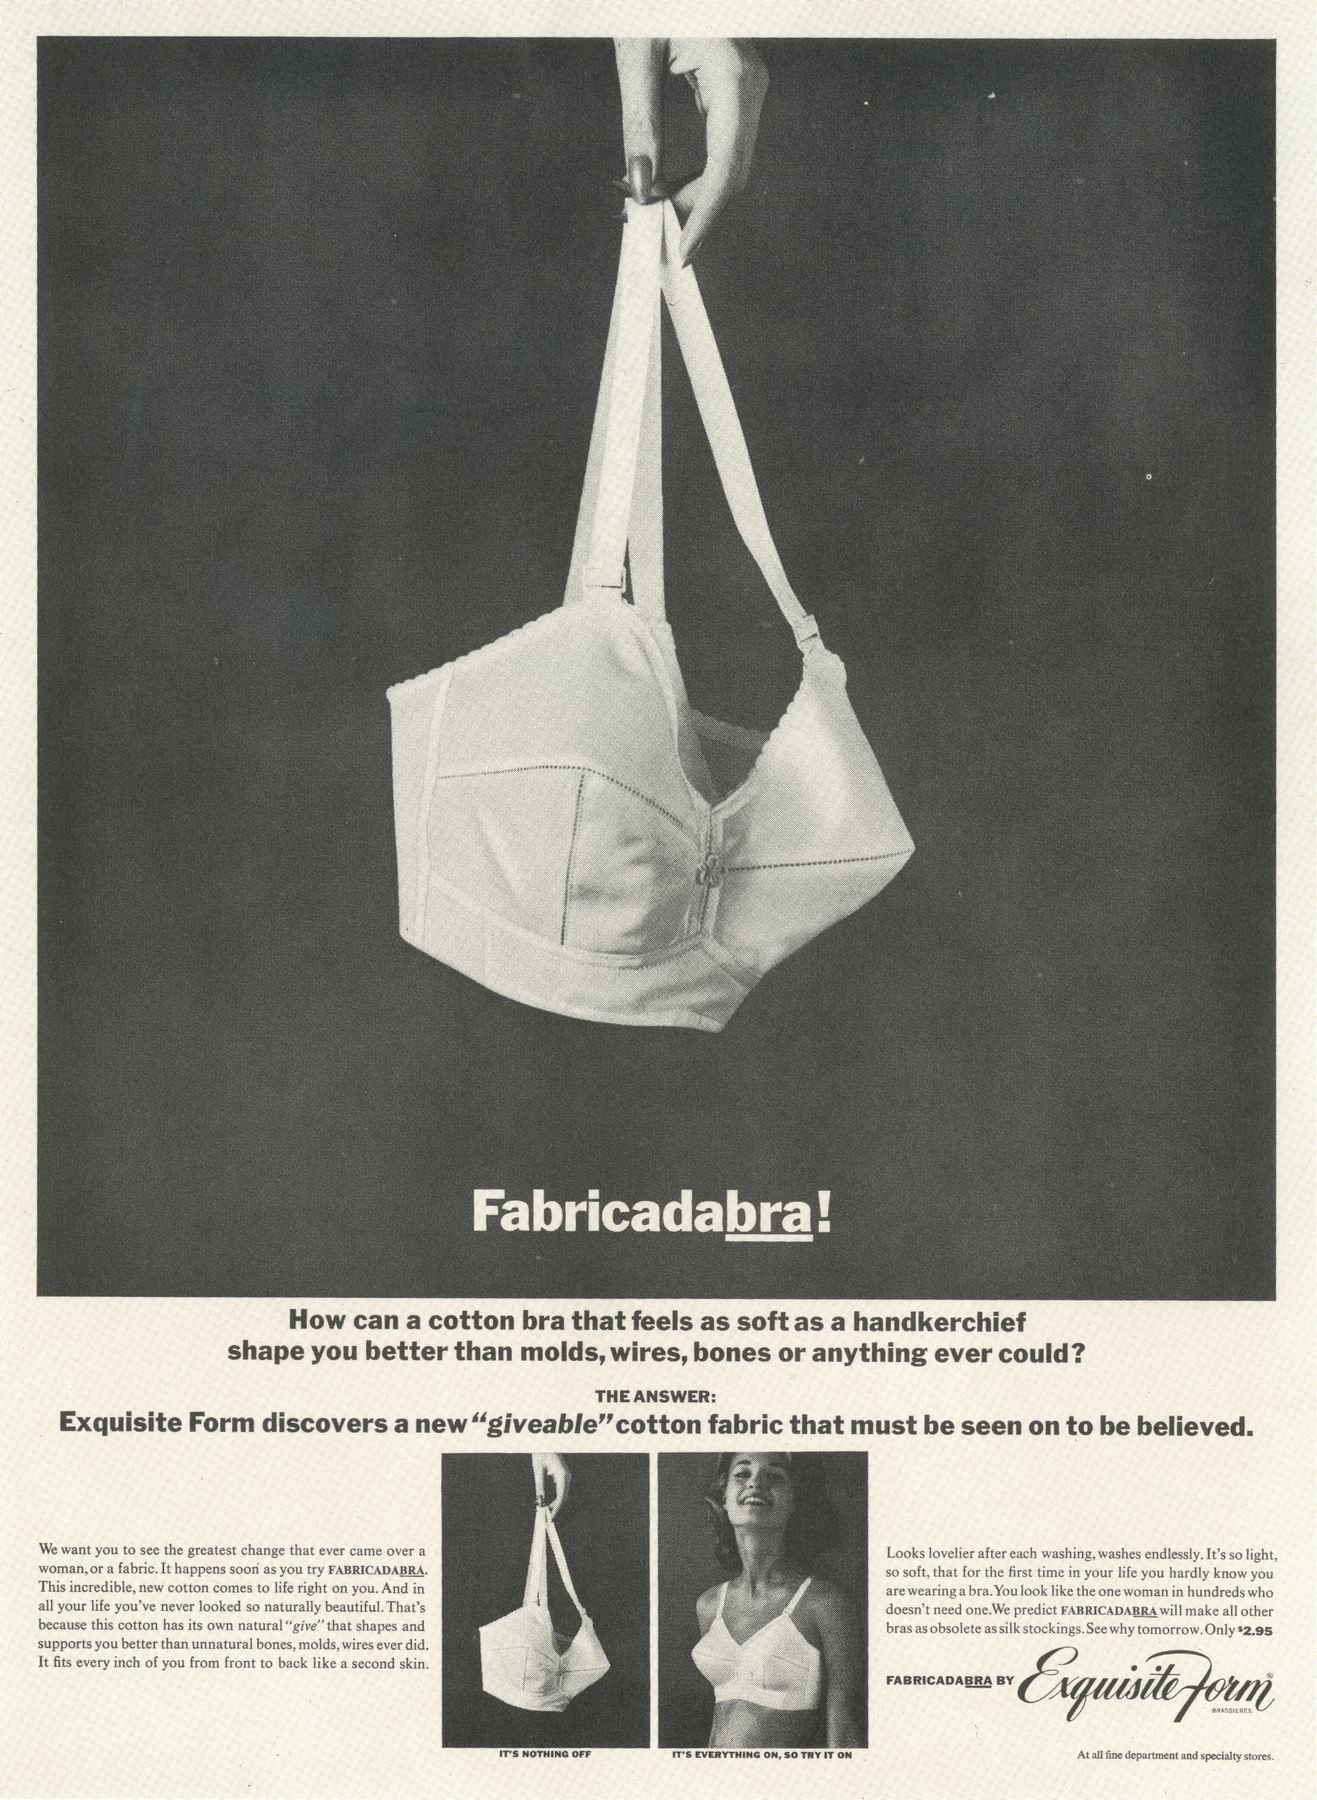 Fabricadabra!
How can a cotton bra that feels as soft as a handkerchief
shape you better than molds, wires, bones or anything ever could?
THE ANSWER:
Exquisite Form discovers a new “giveable” cotton fabric that must be seen on to be believed.
We want you to see the greatest change that ever came over a
woman, or a fabric. It happens soon as you try FABRICADABRA.
This incredible, new cotton comes to life right on you. And in
all your life you've never looked so naturally beautiful. That's
because this cotton has its own natural “give” that shapes and
supports you better than unnatural bones, molds, wires ever did.
It fits every inch of you from front to back like a second skin.
IT'S NOTHING OFF
IT'S EVERYTHING ON, SO TRY IT ON
Looks lovelier after each washing, washes endlessly. It's so light,
so soft, that for the first time in your life you hardly know you
are wearing a bra. You look like the one woman in hundreds who
doesn't need one. We predict FABRICADABRA will make all other
bras as obsolete as silk stockings. See why tomorrow. Only $2.95
FABRICADABRA BY Exquisite Form ®
BRASSIERES
At all fine department and specialty stores.